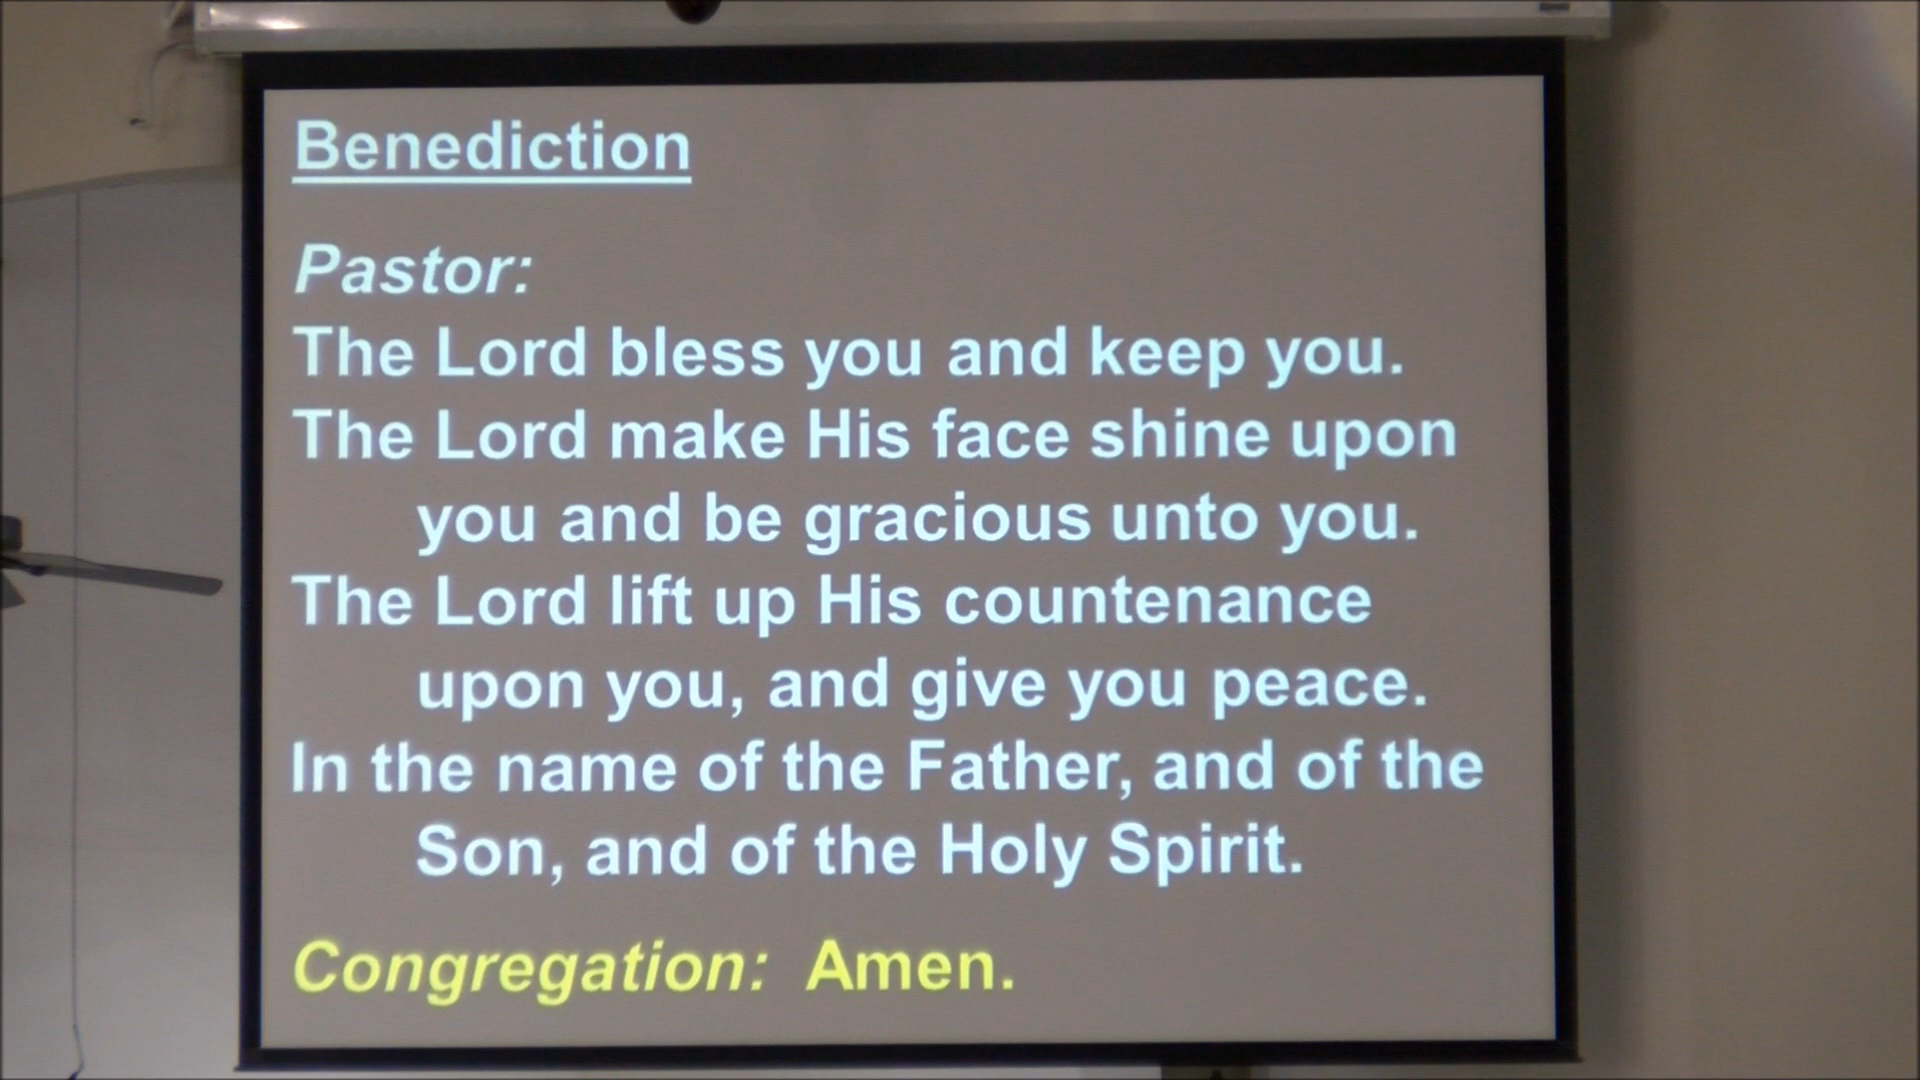 Benediction
Pastor:
The Lord bless you and keep you.
The Lord make His face shine upon
you and be gracious unto you.
The Lord lift up His countenance
upon you, and give you peace.
In the name of the Father, and of the
Son, and of the Holy Spirit.
Congregation: Amen.